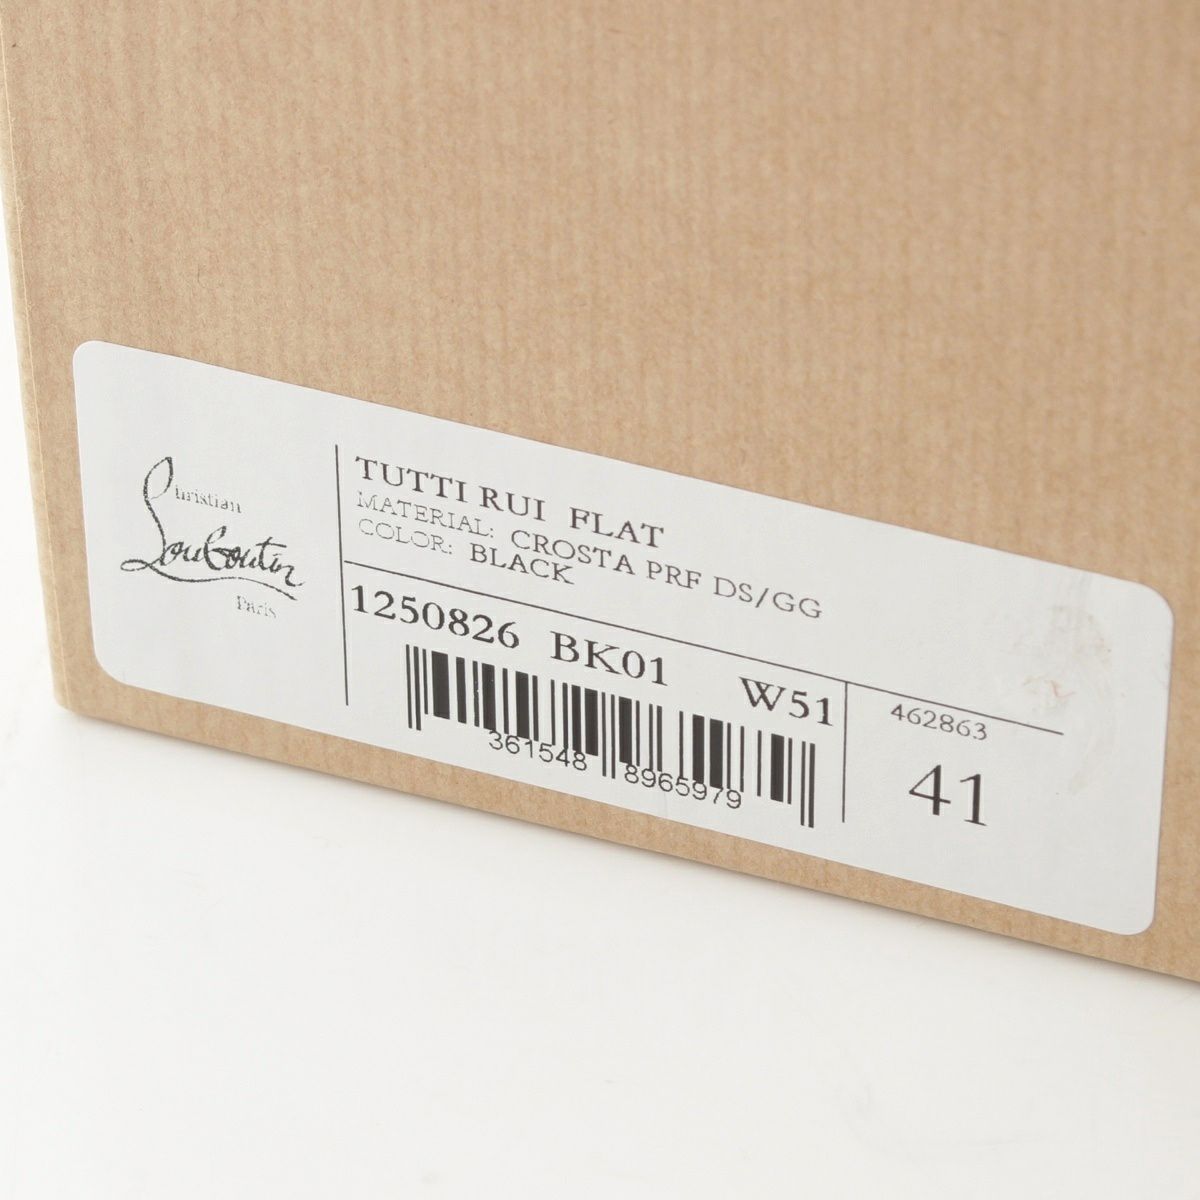 Christian
Louboutin
Paris
TUTTI RUI FLAT
MATERIAL: CROSTA PRF DS/GG
COLOR: BLACK
1250826 BK01 W51
462863
361548 8965979
41